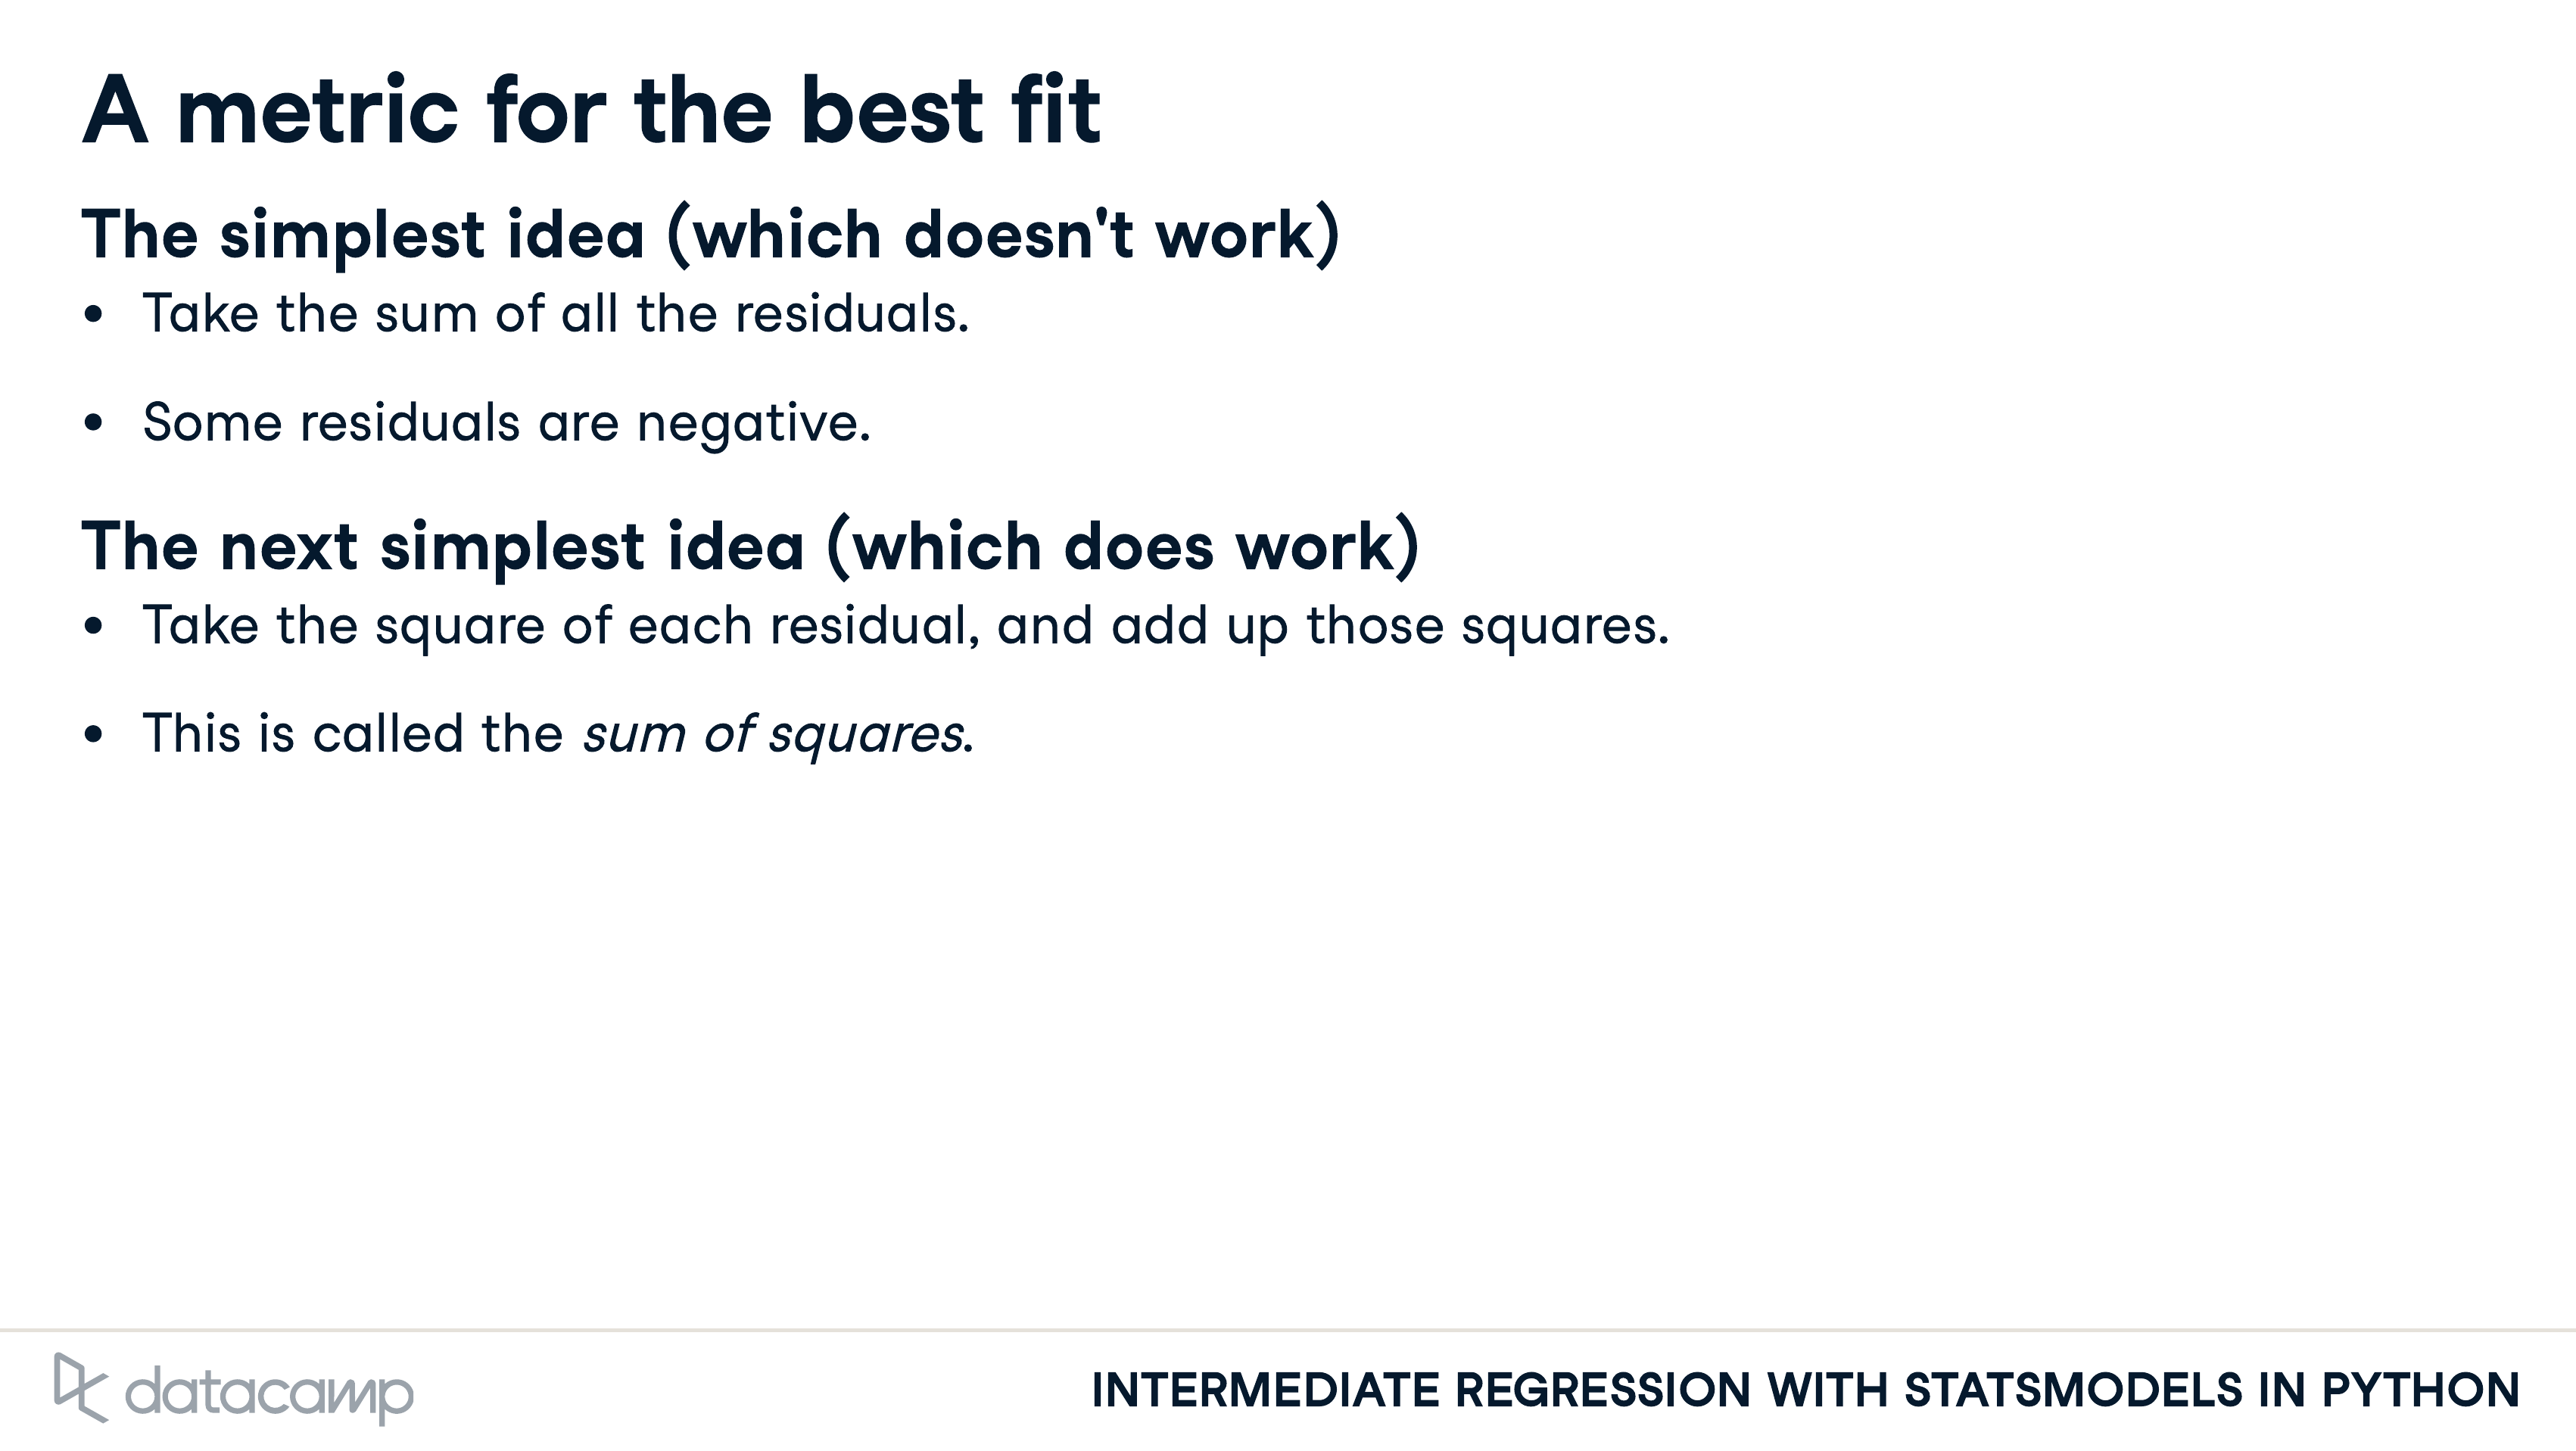 A metric for the best fit
The simplest idea (which doesn't work)
• Take the sum of all the residuals.
• Some residuals are negative.
The next simplest idea (which does work)
• Take the square of each residual, and add up those squares.
• This is called the sum of squares.
datacamp
INTERMEDIATE REGRESSION WITH STATSMODELS IN PYTHON